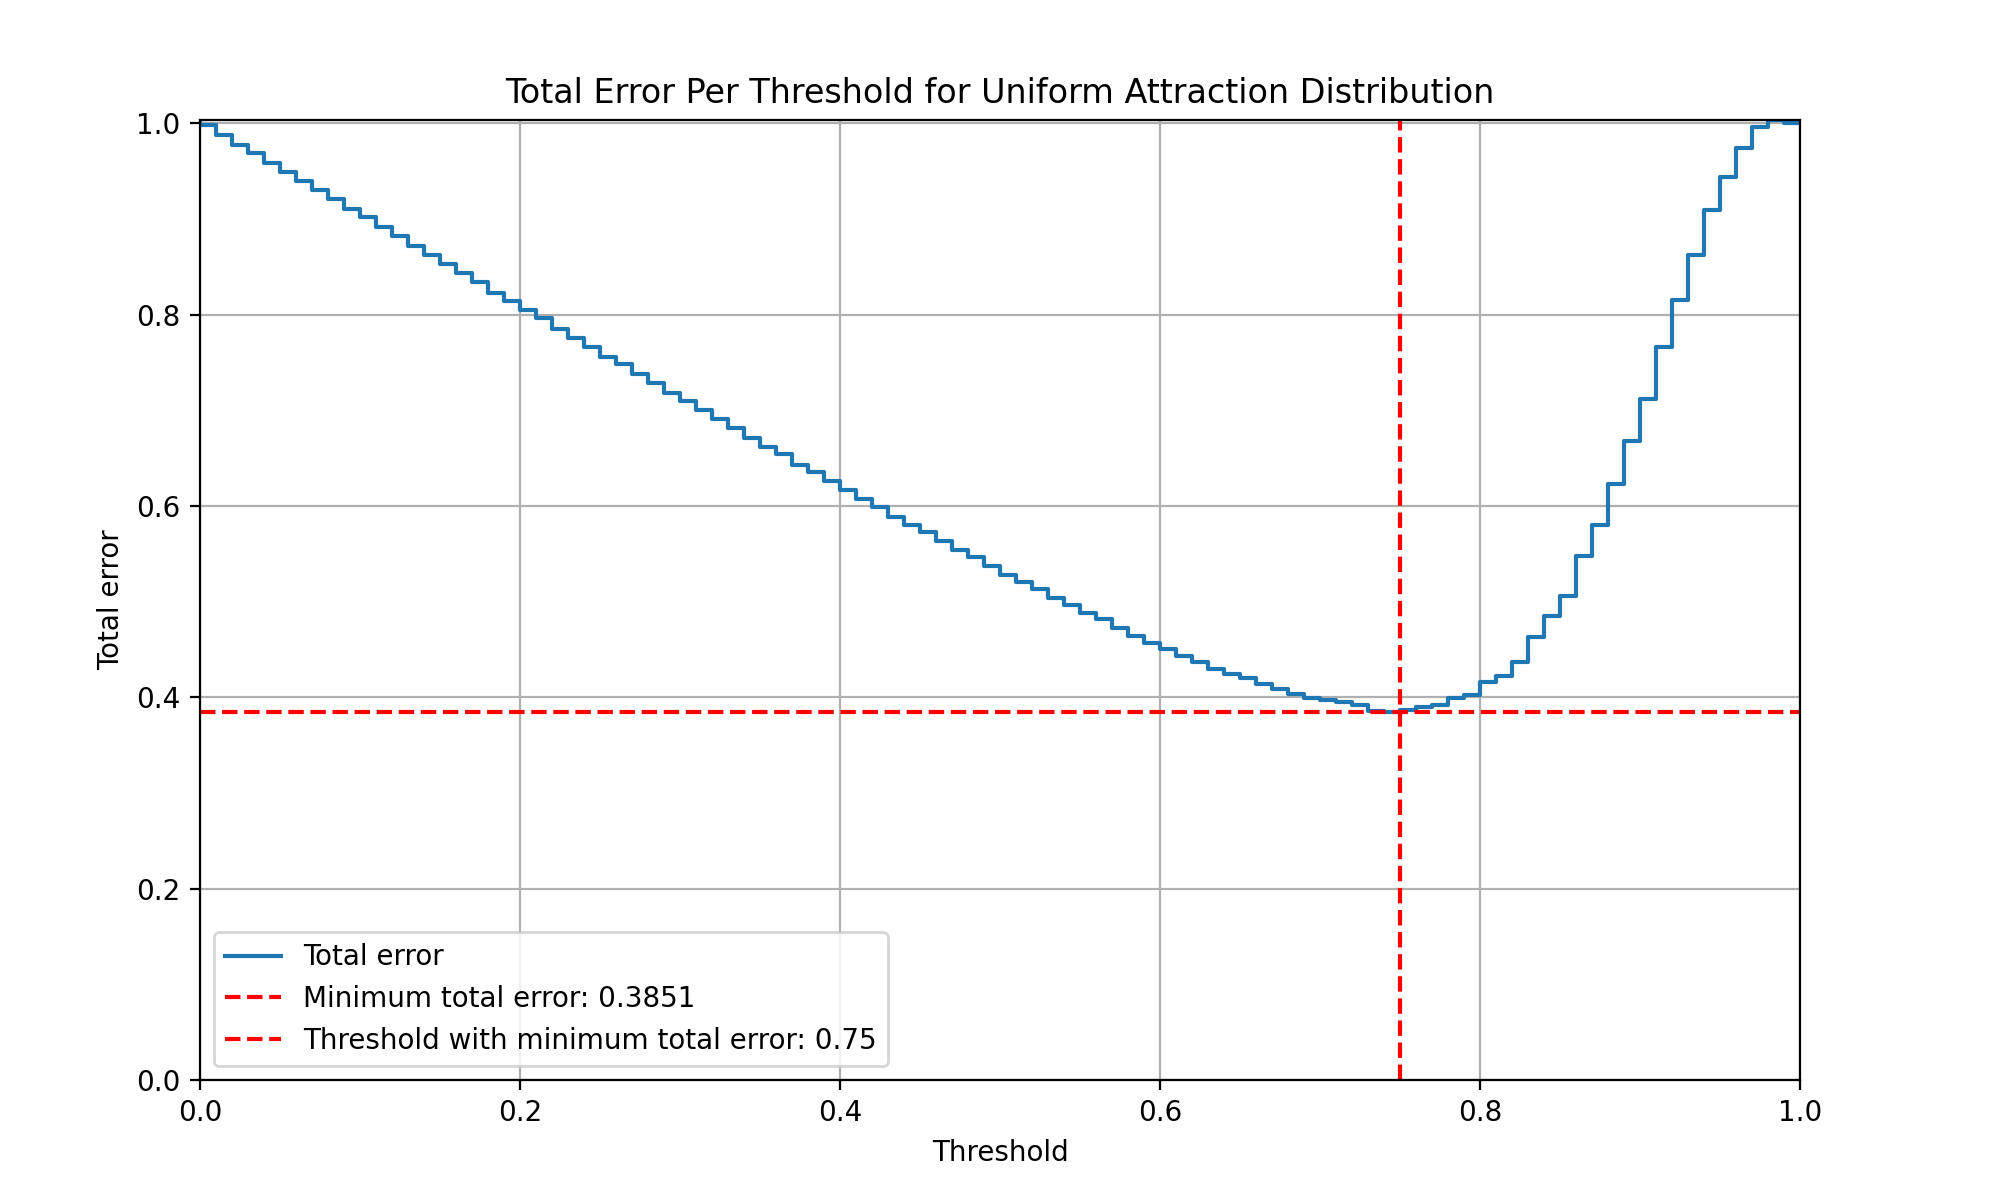 Total Error Per Threshold for Uniform Attraction Distribution
1.0
0.8
0.6
0.4
0.2
0.0
Total error
Total error
Minimum total error: 0.3851
Threshold with minimum total error: 0.75
0.0 0.2 0.4 0.6 0.8 1.0
Threshold